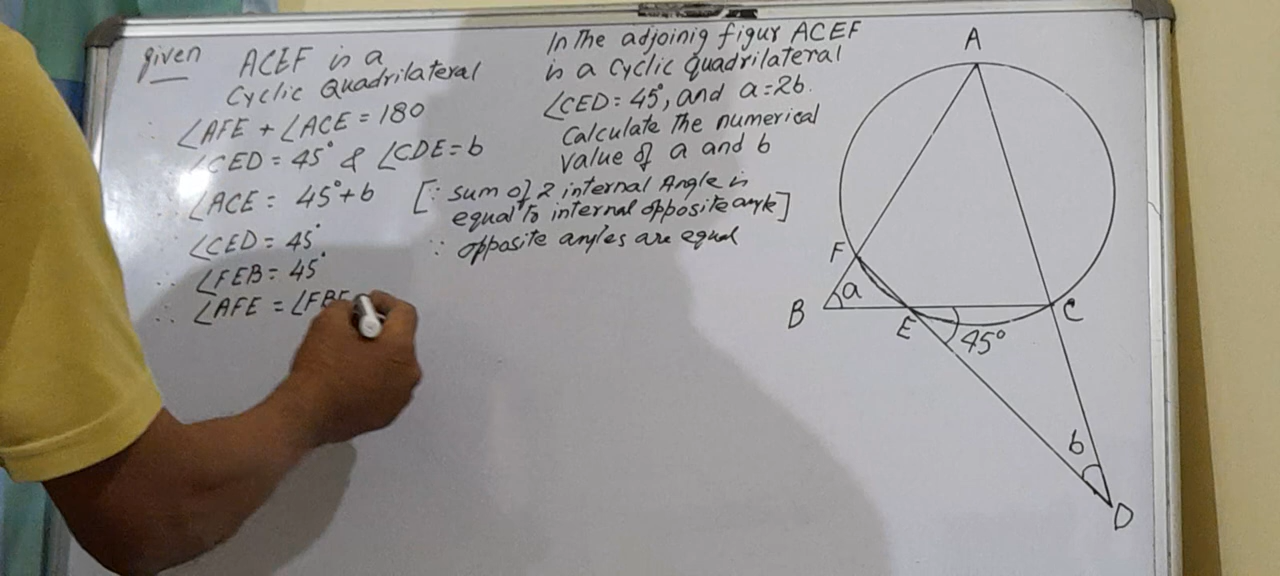 given ACEF is a
Cyclic Quadrilateral
∴ ∠AFE + ∠ACE = 180
∠CED = 45° & ∠CDE = b
∴ ∠ACE = 45° + b [∵ sum of 2 internal Angle is
equal to internal opposite angle]
∴ ∠CED = 45° ∵ opposite angles are equal
∴ ∠FEB = 45°
∴ ∠AFE = ∠FBE
In the adjoinig figur ACEF
is a cyclic quadrilateral
∠CED = 45°, and a = 2b.
Calculate the numerical
value of a and b
A
F
B
a
E
C
45°
b
D